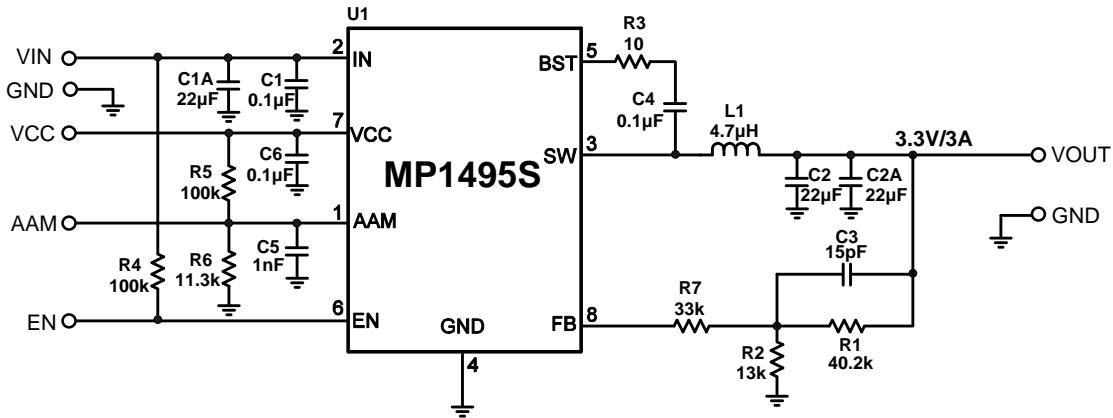 U1
VIN
GND
VCC
AAM
EN
2
IN
C1A
22µF
C1
0.1µF
7
VCC
R5
100k
C6
0.1µF
1
AAM
R4
100k
R6
11.3k
C5
1nF
6
EN
MP1495S
GND
4
BST
5
R3
10
C4
0.1µF
SW
3
L1
4.7µH
3.3V/3A
VOUT
C2
22µF
C2A
22µF
GND
C3
15pF
FB
8
R7
33k
R2
13k
R1
40.2k